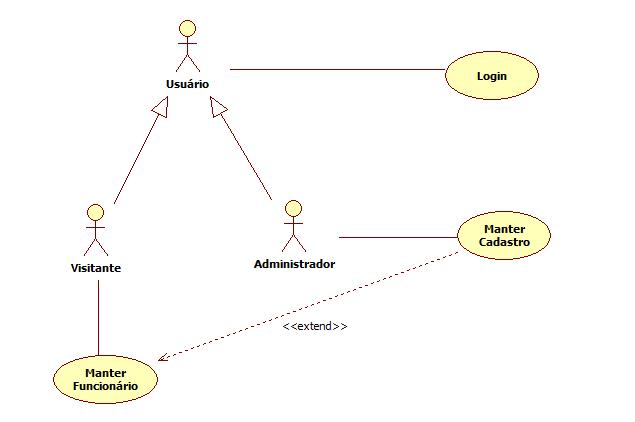 Usuário
Login
Visitante
Administrador
Manter
Cadastro
<<extend>>
Manter
Funcionário